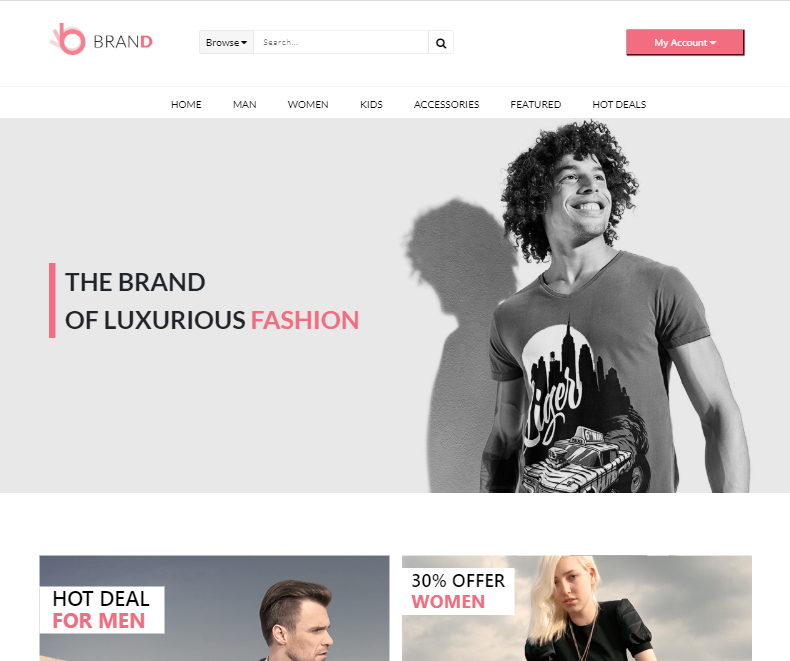 BRAND
Browse
Search...
My Account
HOME MAN WOMEN KIDS ACCESSORIES FEATURED HOT DEALS
THE BRAND
OF LUXURIOUS FASHION
Liger
HOT DEAL
FOR MEN
30% OFFER
WOMEN